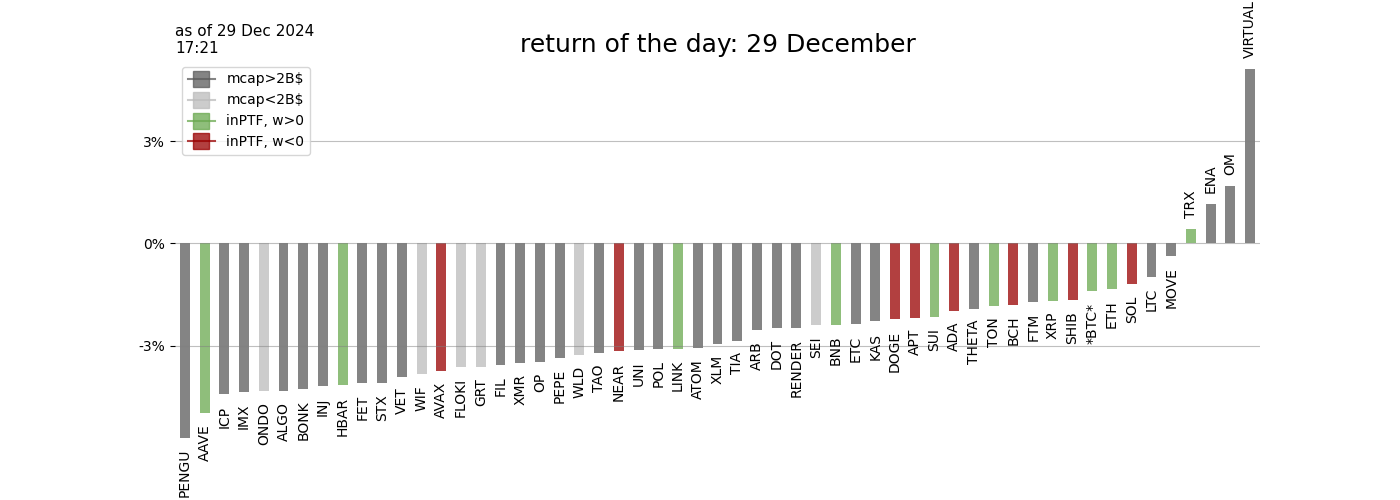 as of 29 Dec 2024
17:21
return of the day: 29 December
mcap>2B$
mcap<2B$
inPTF, w>0
inPTF, w<0
3%
0%
-3%
PENGU
AAVE
ICP
IMX
ONDO
ALGO
BONK
INJ
HBAR
FET
STX
VET
WIF
AVAX
FLOKI
GRT
FIL
XMR
OP
PEPE
WLD
TAO
NEAR
UNI
POL
LINK
ATOM
XLM
TIA
ARB
DOT
RENDER
SEI
BNB
ETC
KAS
DOGE
APT
SUI
ADA
THETA
TON
BCH
FTM
XRP
SHIB
*BTC*
ETH
SOL
LTC
MOVE
TRX
ENA
OM
VIRTUAL